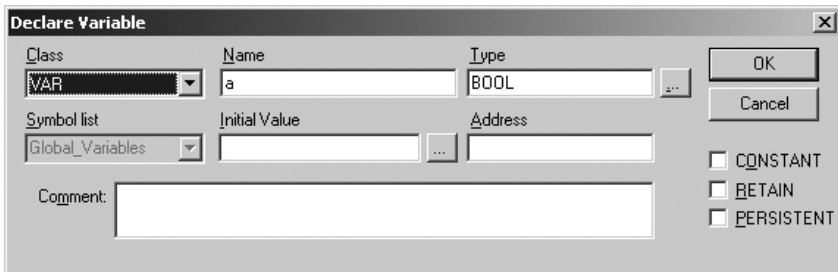 Declare Variable
Class
Name
Type
VAR
a
BOOL
...
OK
Cancel
Symbol list
Initial Value
Address
Global_Variables
...
CONSTANT
RETAIN
PERSISTENT
Comment: